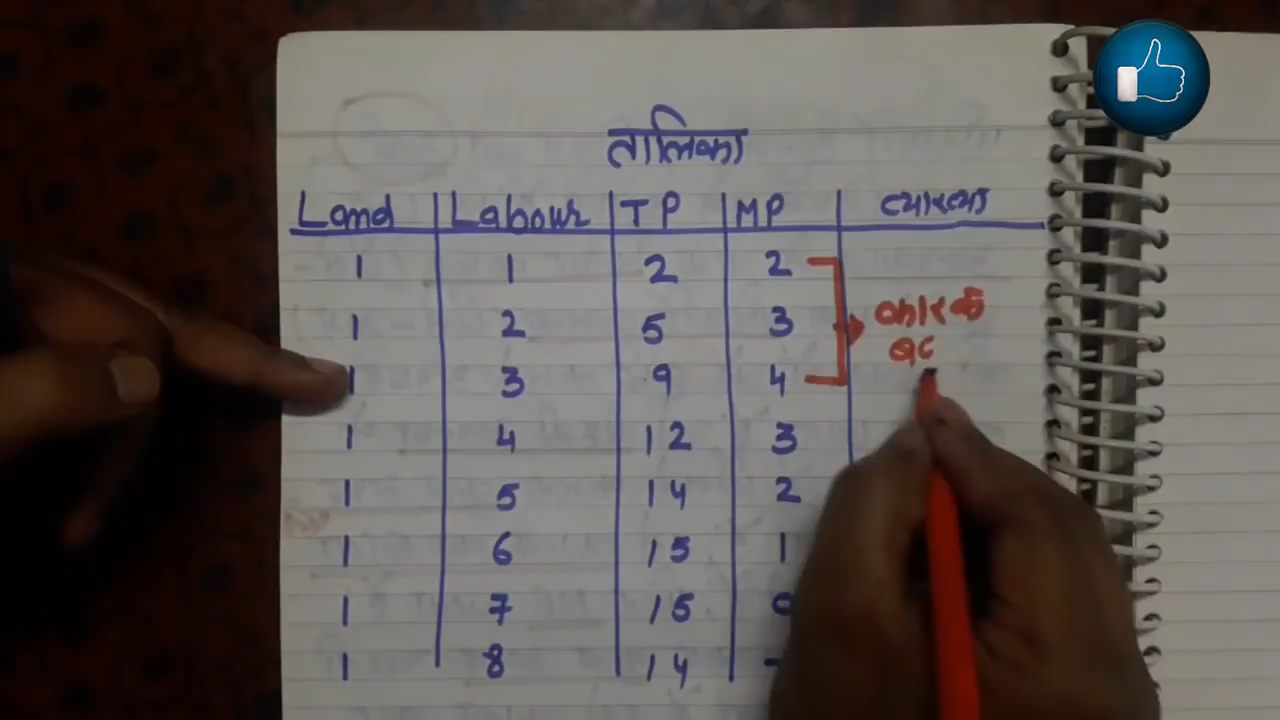 तालिका
Land Labour TP MP व्याख्या
1 1 2 2
1 2 5 3
1 3 9 4
1 4 12 3
1 5 14 2
1 6 15 1
1 7 15 0
1 8 14 -
कारक के